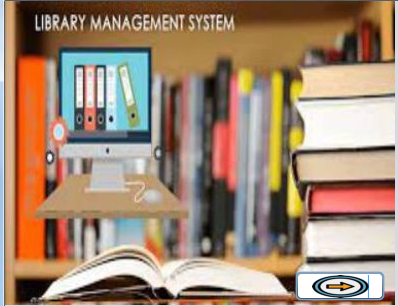 LIBRARY MANAGEMENT SYSTEM